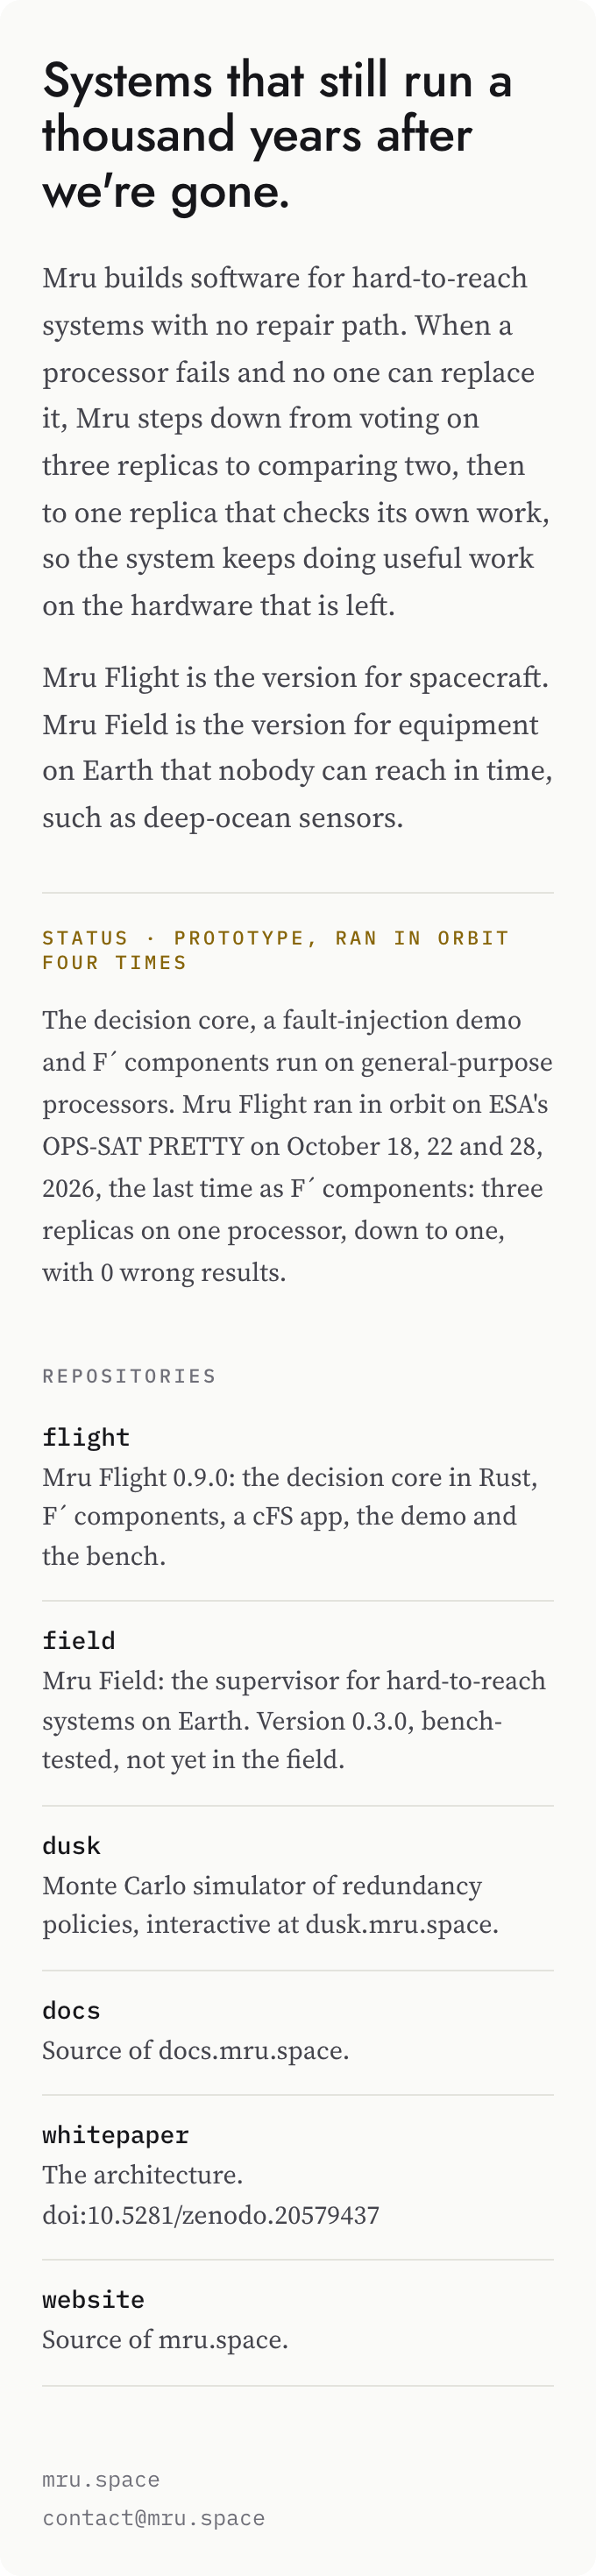 Systems that still run a
thousand years after
we're gone.
Mru builds software for hard-to-reach
systems with no repair path. When a
processor fails and no one can replace
it, Mru steps down from voting on
three replicas to comparing two, then
to one replica that checks its own work,
so the system keeps doing useful work
on the hardware that is left.
Mru Flight is the version for spacecraft.
Mru Field is the version for equipment
on Earth that nobody can reach in time,
such as deep-ocean sensors.
STATUS · PROTOTYPE, RAN IN ORBIT
FOUR TIMES
The decision core, a fault-injection demo
and F´ components run on general-purpose
processors. Mru Flight ran in orbit on ESA's
OPS-SAT PRETTY on October 18, 22 and 28,
2026, the last time as F´ components: three
replicas on one processor, down to one,
with 0 wrong results.
REPOSITORIES
flight
Mru Flight 0.9.0: the decision core in Rust,
F´ components, a cFS app, the demo and
the bench.
field
Mru Field: the supervisor for hard-to-reach
systems on Earth. Version 0.3.0, bench-
tested, not yet in the field.
dusk
Monte Carlo simulator of redundancy
policies, interactive at dusk.mru.space.
docs
Source of docs.mru.space.
whitepaper
The architecture.
doi:10.5281/zenodo.20579437
website
Source of mru.space.
mru.space
contact@mru.space